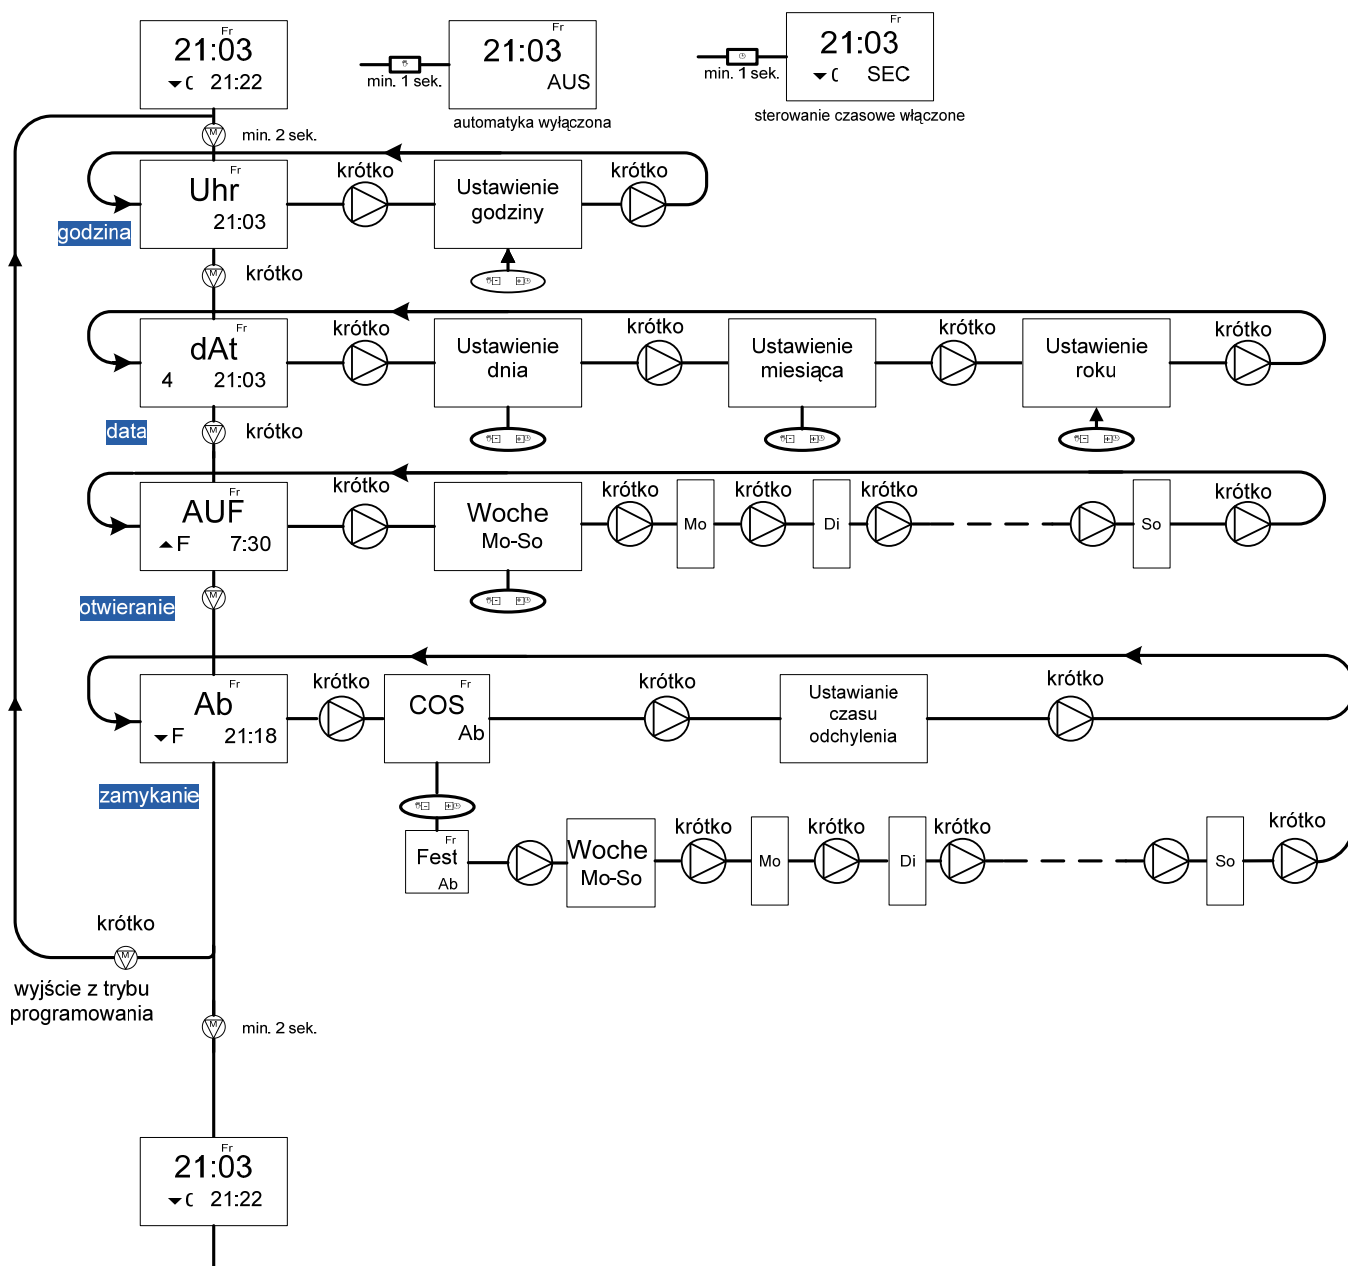 Fr
21:03
21:22
min. 1 sek.
Fr
21:03
AUS
automatyka wyłączona
min. 1 sek.
Fr
21:03
SEC
sterowanie czasowe włączone
M
min. 2 sek.
Fr
Uhr
21:03
godzina
krótko
Ustawienie
godziny
krótko
M
krótko
Fr
dAt
4 21:03
krótko
Ustawienie
dnia
krótko
Ustawienie
miesiąca
krótko
Ustawienie
roku
krótko
data
M
krótko
Fr
AUF
F 7:30
krótko
Woche
Mo-So
krótko
Mo
krótko
Di
krótko
So
krótko
otwieranie
M
Fr
Ab
F 21:18
krótko
Fr
COS
Ab
krótko
Ustawianie
czasu
odchylenia
krótko
zamykanie
Fr
Fest
Ab
Woche
Mo-So
krótko
Mo
krótko
Di
krótko
So
krótko
krótko
M
wyjście z trybu
programowania
M
min. 2 sek.
Fr
21:03
21:22